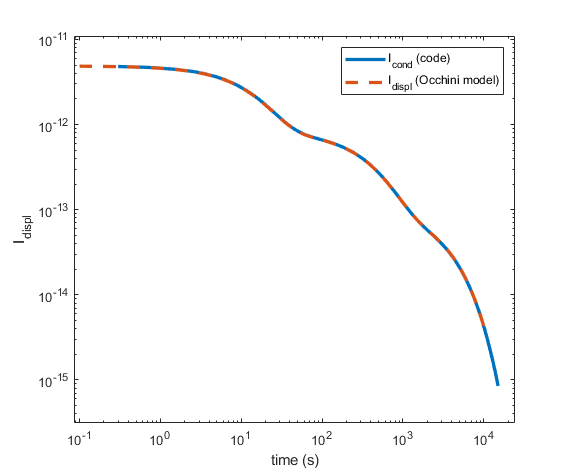 10^-11
10^-12
10^-13
10^-14
10^-15
I_displ
I_cond (code)
I_displ (Occhini model)
10^-1 10^0 10^1 10^2 10^3 10^4
time (s)